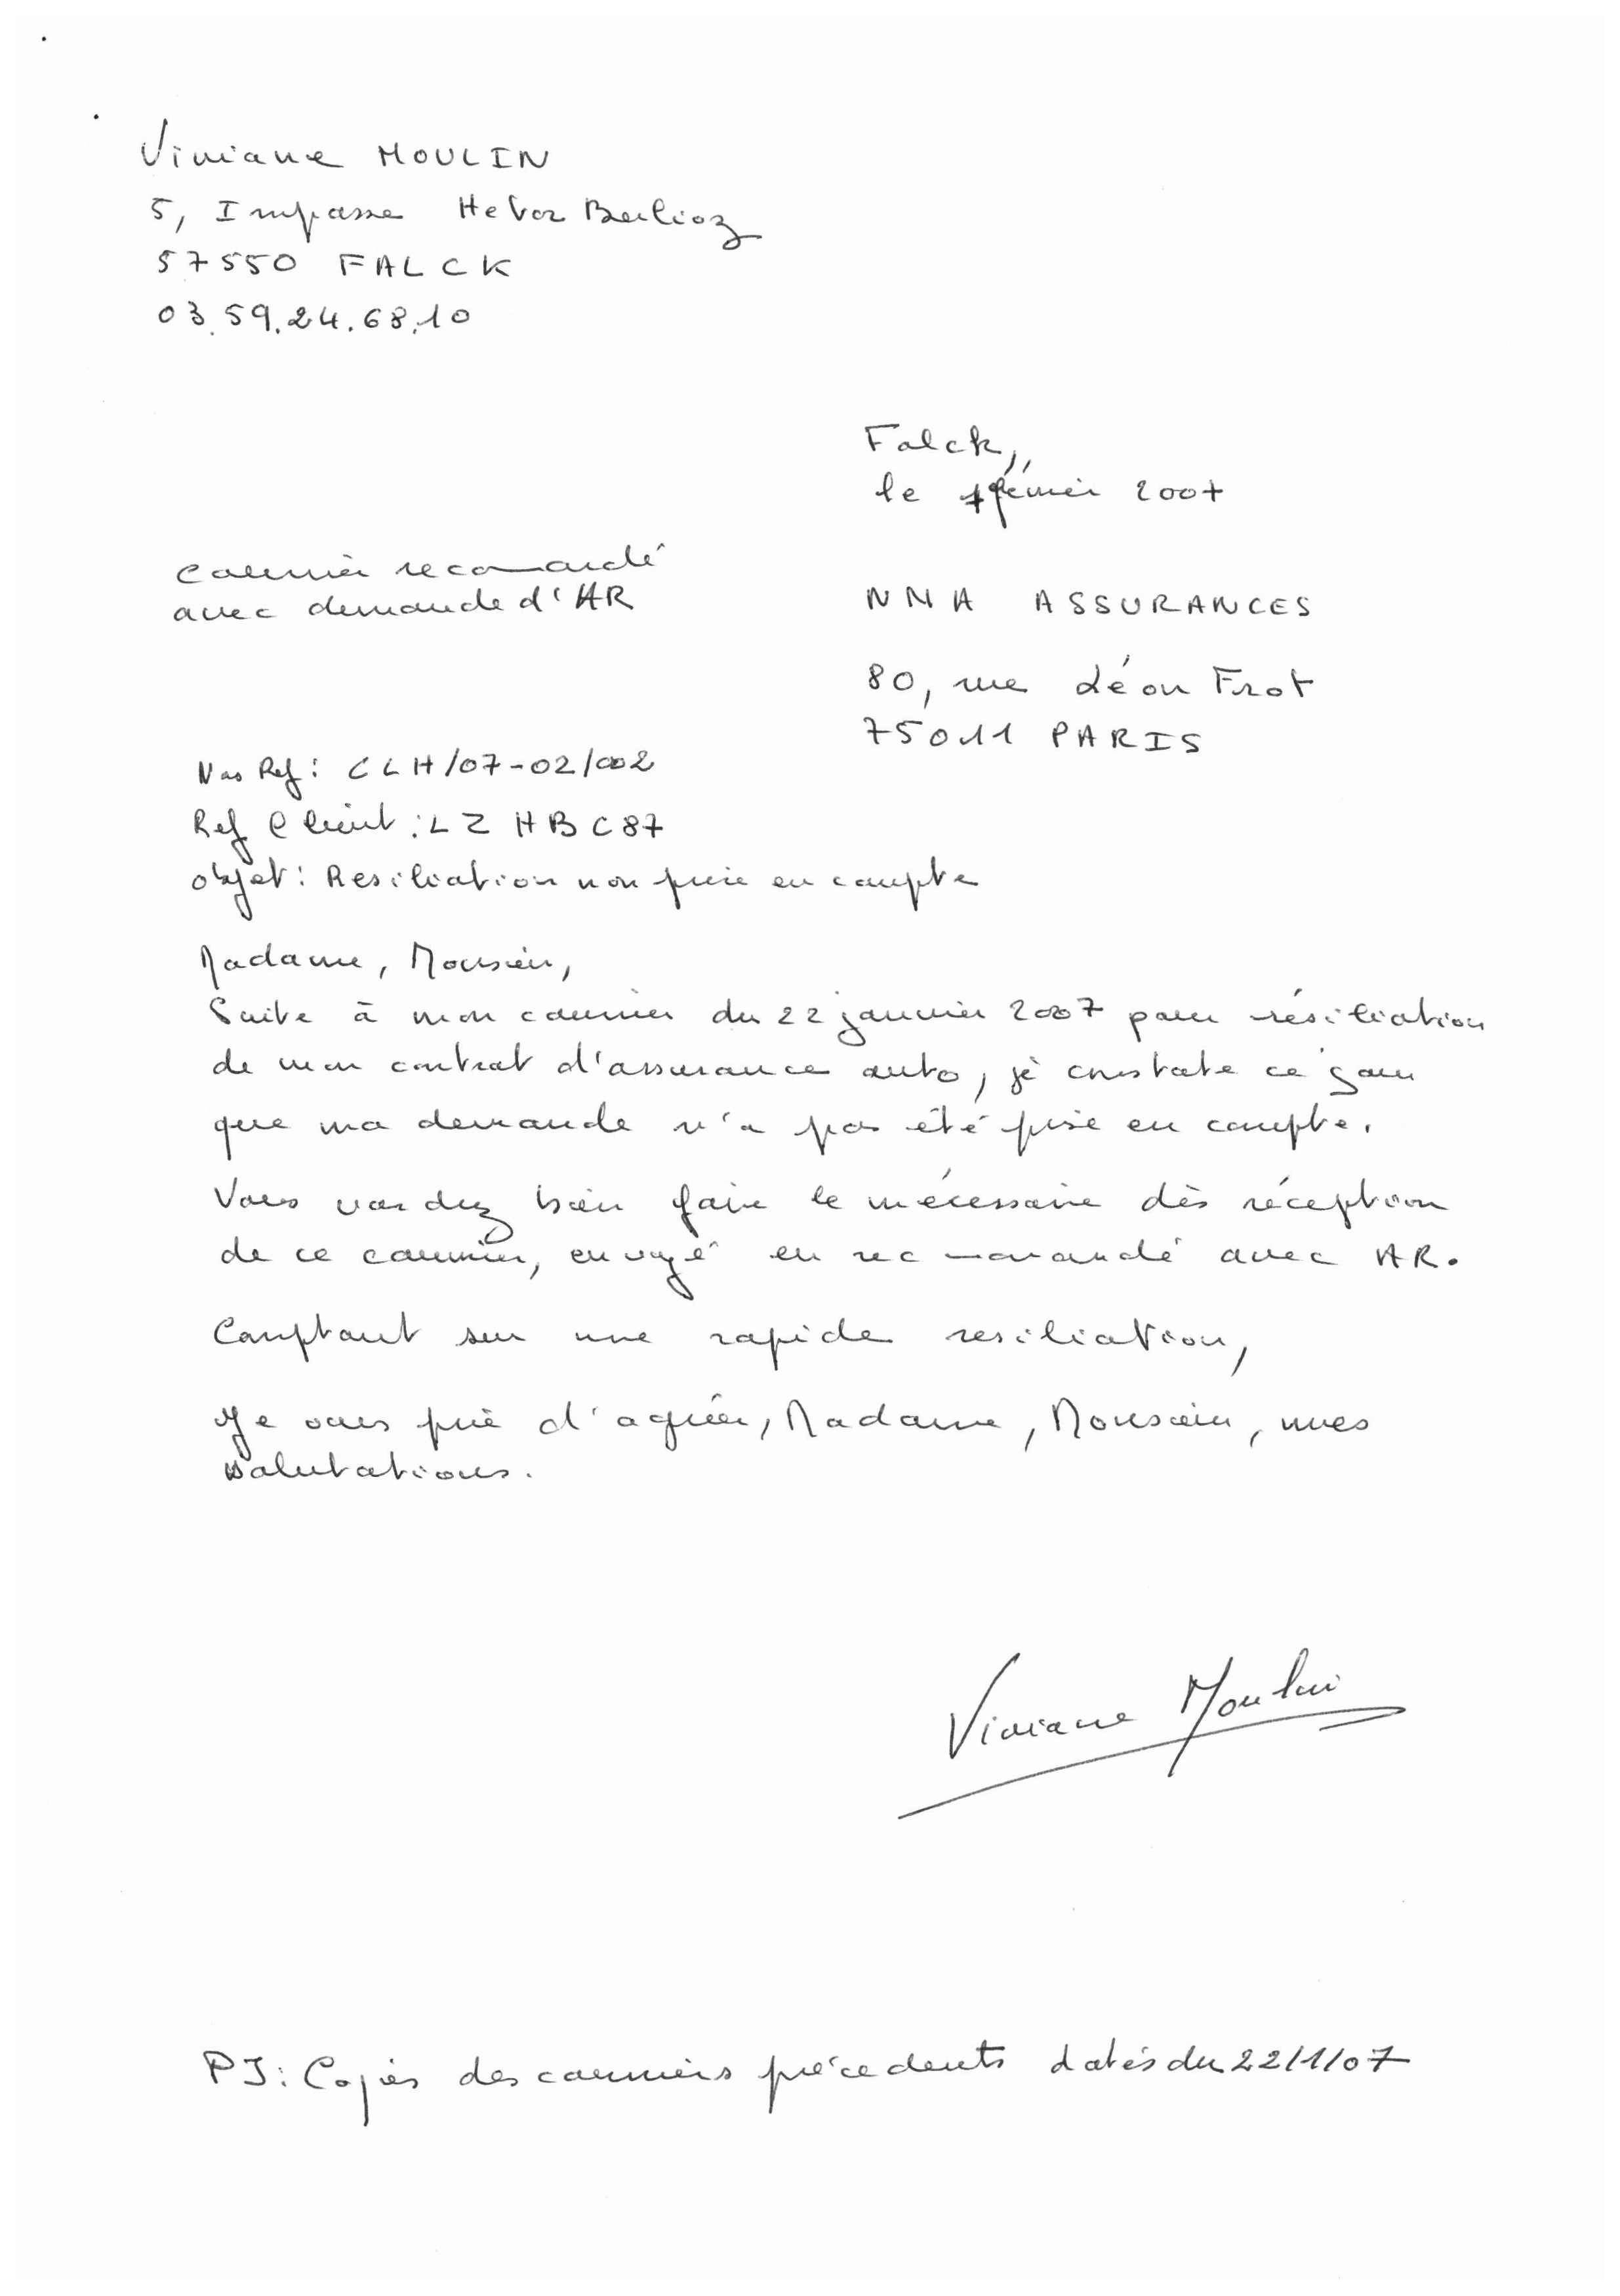 Viviane MOULIN
5, Impasse Hector Berlioz
57550 FALCK
03.59.24.68.10
Falck,
le février 2007
courrier recomandé
avec demande d'AR
NNA ASSURANCES
80, rue Léon Frot
75011 PARIS
Vos Ref : CLH/07-02/002
Ref Client : LZHBC87
objet : Resiliation non prise en compte
Madame, Monsieur,
Suite à mon courrier du 22 janvier 2007 pour résiliation
de mon contrat d'assurance auto, je constate ce jour
que ma demande n'a pas été prise en compte.
Vous voudrez bien faire le nécessaire dès réception
de ce courrier, envoyé en recommandé avec AR.
Comptant sur une rapide resiliation,
Je vous prie d'agréer, Madame, Monsieur, mes
salutations.
Viviane Moulin
PJ : Copies des courriers précedents datés du 22/1/07